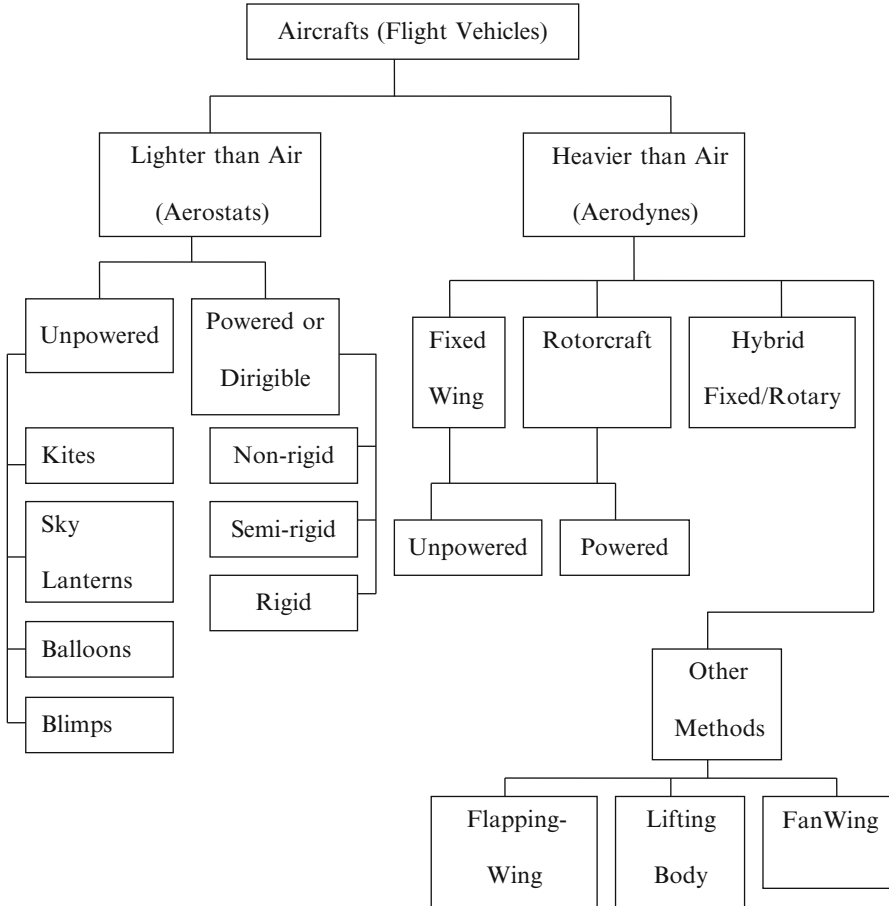 Aircrafts (Flight Vehicles)
Lighter than Air
(Aerostats)
Heavier than Air
(Aerodynes)
Unpowered
Powered or
Dirigible
Fixed
Wing
Rotorcraft
Hybrid
Fixed/Rotary
Kites
Non-rigid
Sky
Lanterns
Semi-rigid
Unpowered
Powered
Rigid
Balloons
Blimps
Other
Methods
Flapping-
Wing
Lifting
Body
FanWing